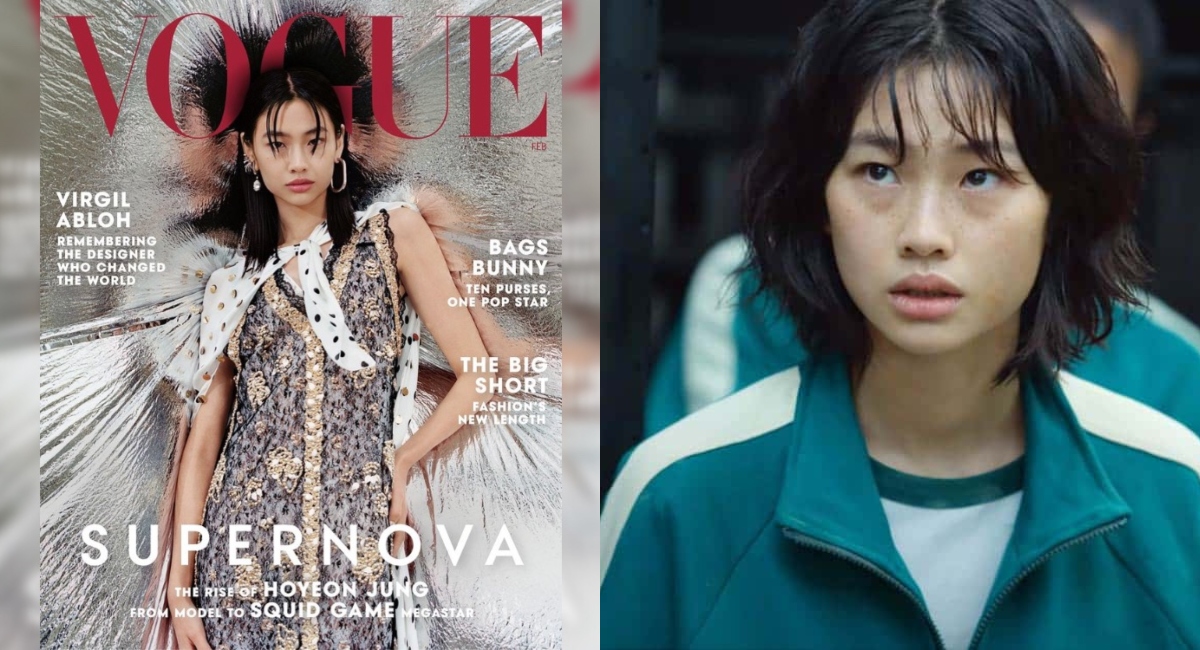 VOGUE
FEB
VIRGIL
ABLOH
REMEMBERING
THE DESIGNER
WHO CHANGED
THE WORLD
BAGS
BUNNY
TEN PURSES,
ONE POP STAR
THE BIG
SHORT
FASHION'S
NEW LENGTH
SUPERNOVA
THE RISE OF HOYEON JUNG
FROM MODEL TO SQUID GAME MEGASTAR